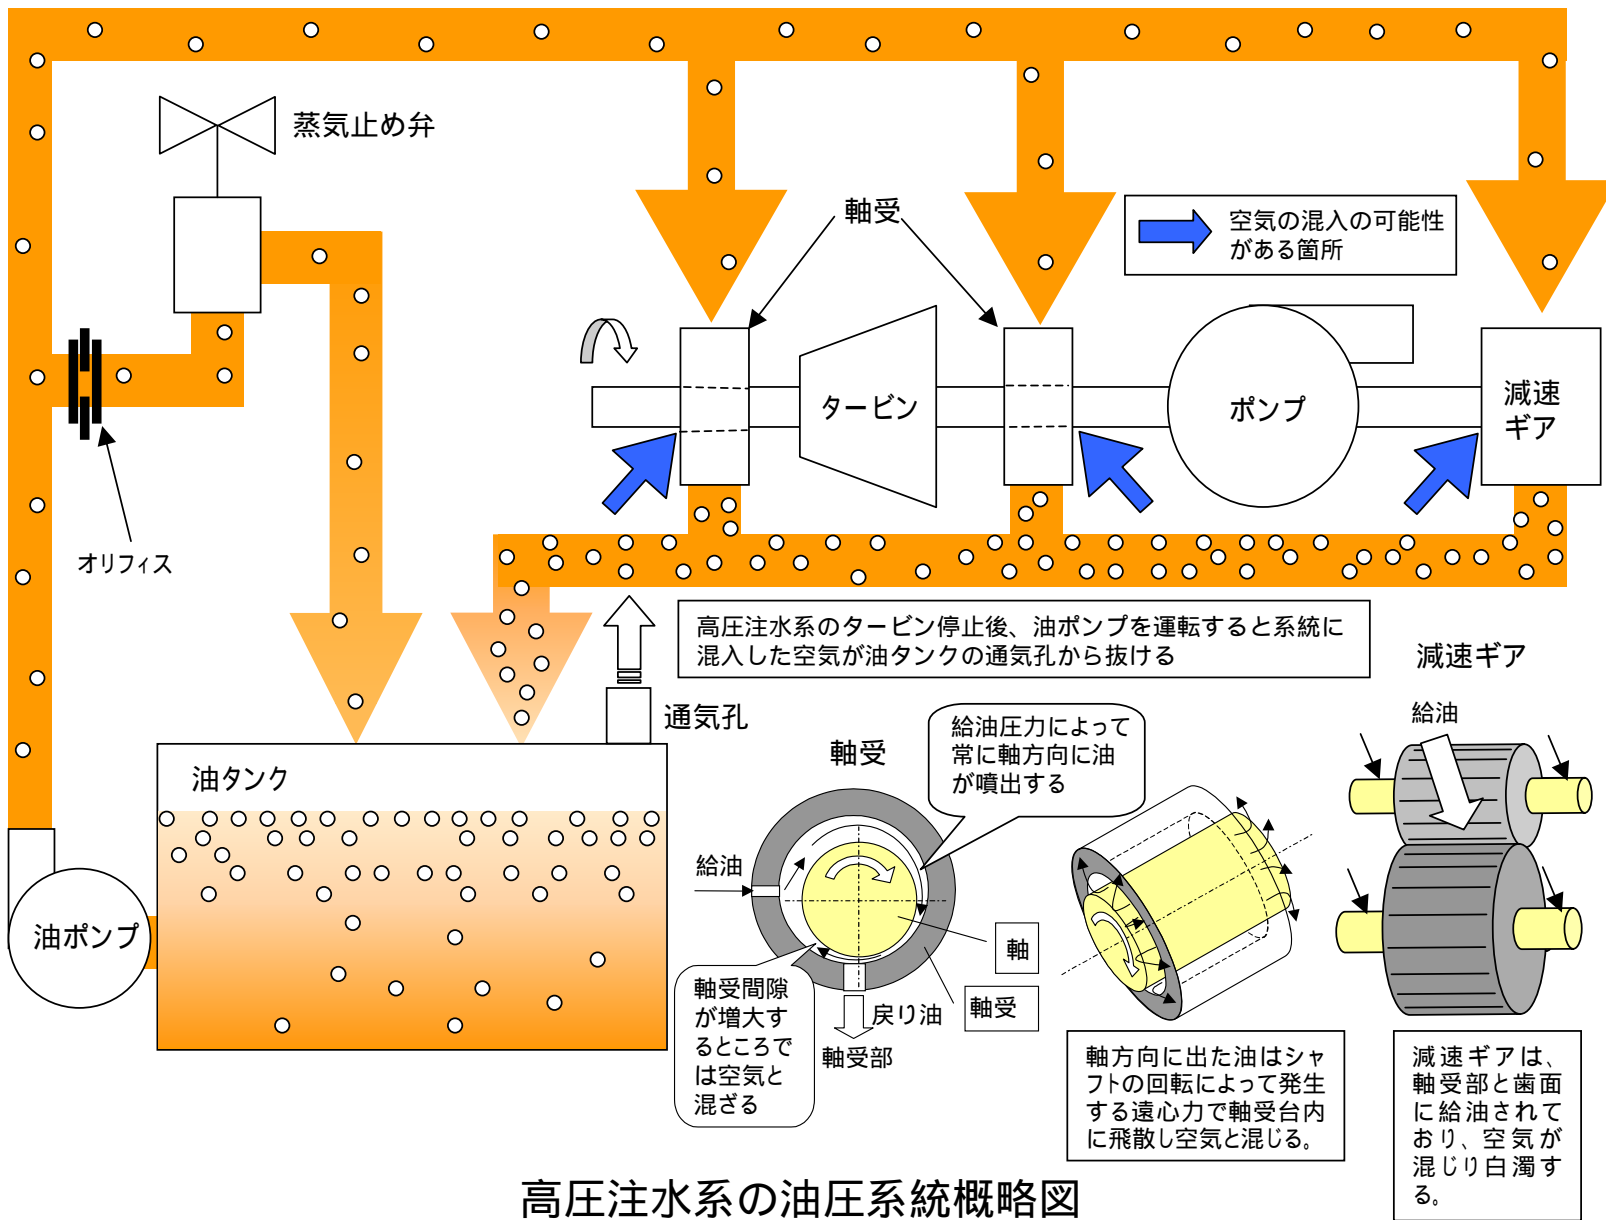 蒸気止め弁
軸受
空気の混入の可能性
がある箇所
タービン
ポンプ
減速
ギア
オリフィス
高圧注水系のタービン停止後、油ポンプを運転すると系統に
混入した空気が油タンクの通気孔から抜ける
減速ギア
給油
通気孔
油タンク
軸受
給油圧力によって
常に軸方向に油
が噴出する
給油
油ポンプ
軸
軸受
戻り油
軸受部
軸受間隙
が増大す
るところで
は空気と
混ざる
軸方向に出た油はシャ
フトの回転によって発生
する遠心力で軸受台内
に飛散し空気と混じる。
減速ギアは、
軸受部と歯面
に給油されて
おり、空気が
混じり白濁す
る。
高圧注水系の油圧系統概略図